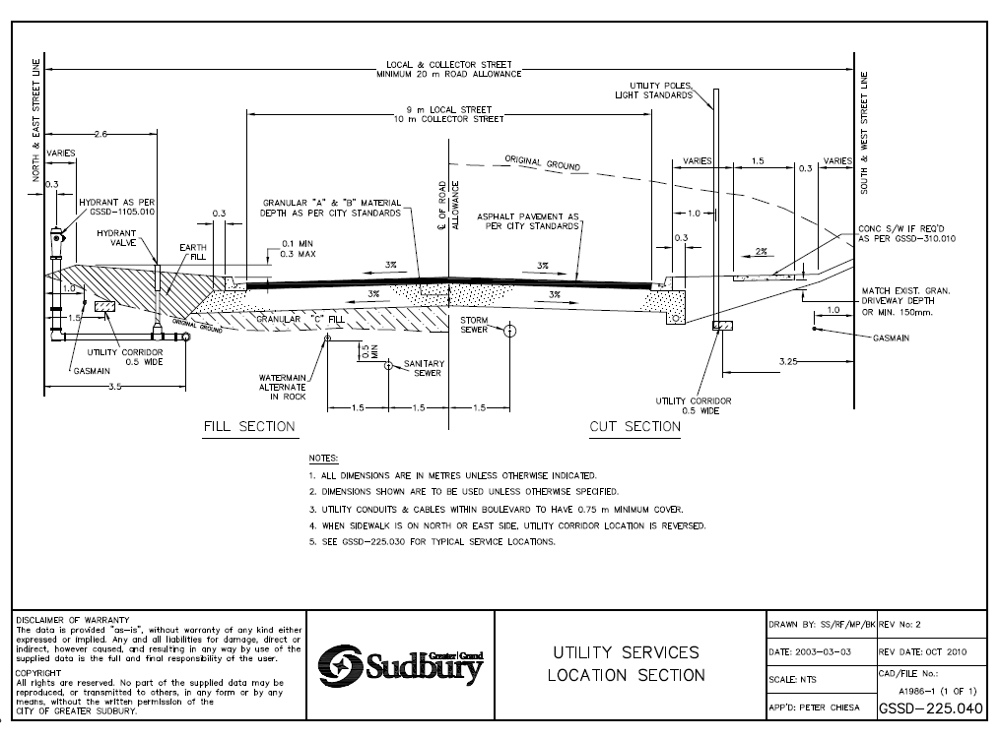 LOCAL & COLLECTOR STREET
MINIMUM 20 m ROAD ALLOWANCE
NORTH & EAST STREET LINE
SOUTH & WEST STREET LINE
UTILITY POLES,
LIGHT STANDARDS
9 m LOCAL STREET
10 m COLLECTOR STREET
2.6
VARIES
0.3
ORIGINAL GROUND
VARIES
1.5
0.3
VARIES
HYDRANT AS PER
GSSD-1105.010
HYDRANT
VALVE
EARTH
FILL
0.3
GRANULAR "A" & "B" MATERIAL
DEPTH AS PER CITY STANDARDS
℄ OF ROAD
ALLOWANCE
ASPHALT PAVEMENT AS
PER CITY STANDARDS
1.0
0.3
CONC S/W IF REQ'D
AS PER GSSD-310.010
0.1 MIN
0.3 MAX
3%
3%
2%
1.0
3%
3%
MATCH EXIST. GRAN.
DRIVEWAY DEPTH
OR MIN. 150mm.
1.5
ORIGINAL GROUND
GRANULAR "C" FILL
STORM
SEWER
1.0
GASMAIN
UTILITY CORRIDOR
0.5 WIDE
GASMAIN
0.5
MIN
SANITARY
SEWER
WATERMAIN
ALTERNATE
IN ROCK
3.25
3.5
1.5
1.5
1.5
UTILITY CORRIDOR
0.5 WIDE
FILL SECTION
CUT SECTION
NOTES:
1. ALL DIMENSIONS ARE IN METRES UNLESS OTHERWISE INDICATED.
2. DIMENSIONS SHOWN ARE TO BE USED UNLESS OTHERWISE SPECIFIED.
3. UTILITY CONDUITS & CABLES WITHIN BOULEVARD TO HAVE 0.75 m MINIMUM COVER.
4. WHEN SIDEWALK IS ON NORTH OR EAST SIDE, UTILITY CORRIDOR LOCATION IS REVERSED.
5. SEE GSSD-225.030 FOR TYPICAL SERVICE LOCATIONS.
DISCLAIMER OF WARRANTY
The data is provided "as-is", without warranty of any kind either
expressed or implied. Any and all liabilities for damage, direct or
indirect, however caused, and resulting in any way by use of the
supplied data is the full and final responsibility of the user.
COPYRIGHT
All rights are reserved. No part of the supplied data may be
reproduced, or transmitted to others, in any form or by any
means, without the written permission of the
CITY OF GREATER SUDBURY.
Greater Grand
Sudbury
UTILITY SERVICES
LOCATION SECTION
DRAWN BY: SS/RF/MP/BK
REV No: 2
DATE: 2003-03-03
REV DATE: OCT 2010
SCALE: NTS
CAD/FILE No.:
A1986-1 (1 OF 1)
APP'D: PETER CHIESA
GSSD-225.040